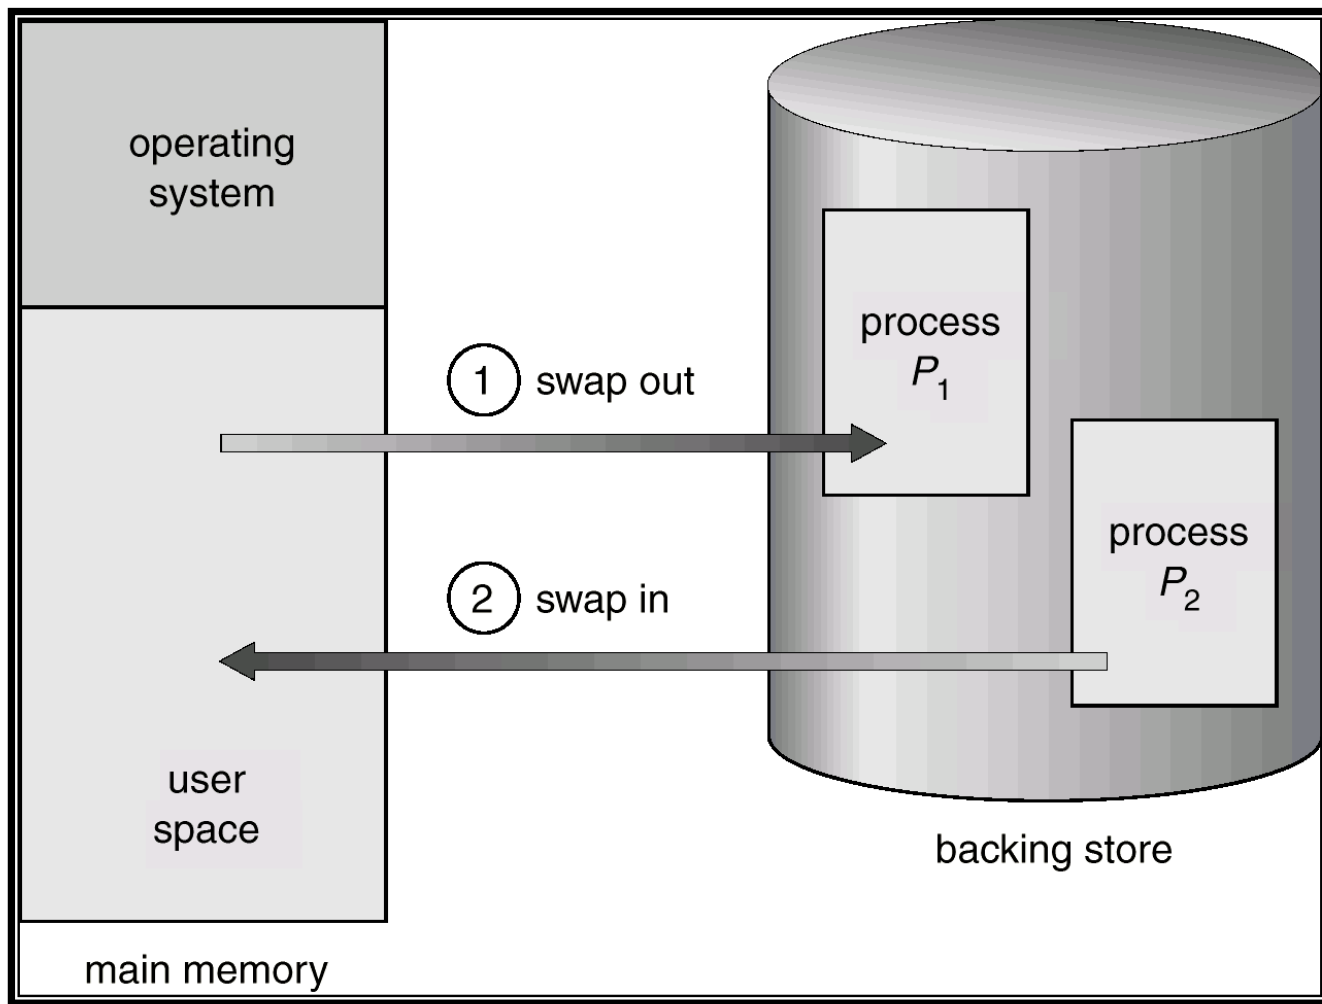 operating
system
process
P1
1 swap out
process
P2
2 swap in
user
space
backing store
main memory